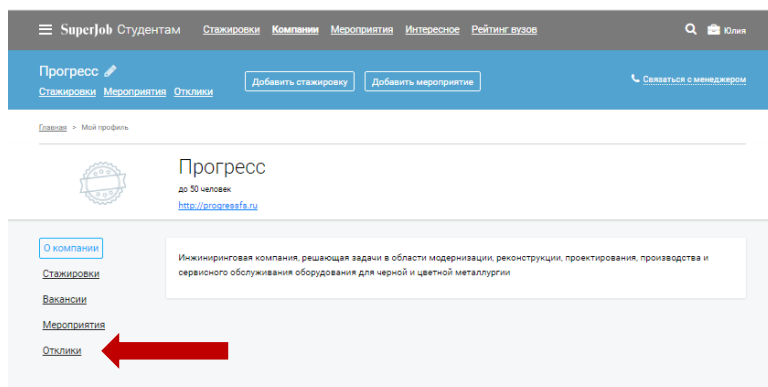 SuperJob Студентам Стажировки Компании Мероприятия Интересное Рейтинг вузов Юлия
Прогресс
Стажировки Мероприятия Отклики
Добавить стажировку Добавить мероприятие
Связаться с менеджером
Главная > Мой профиль
Прогресс
до 50 человек
http://progressfs.ru
О компании
Стажировки
Вакансии
Мероприятия
Отклики
Инжиниринговая компания, решающая задачи в области модернизации, реконструкции, проектирования, производства и
сервисного обслуживания оборудования для черной и цветной металлургии